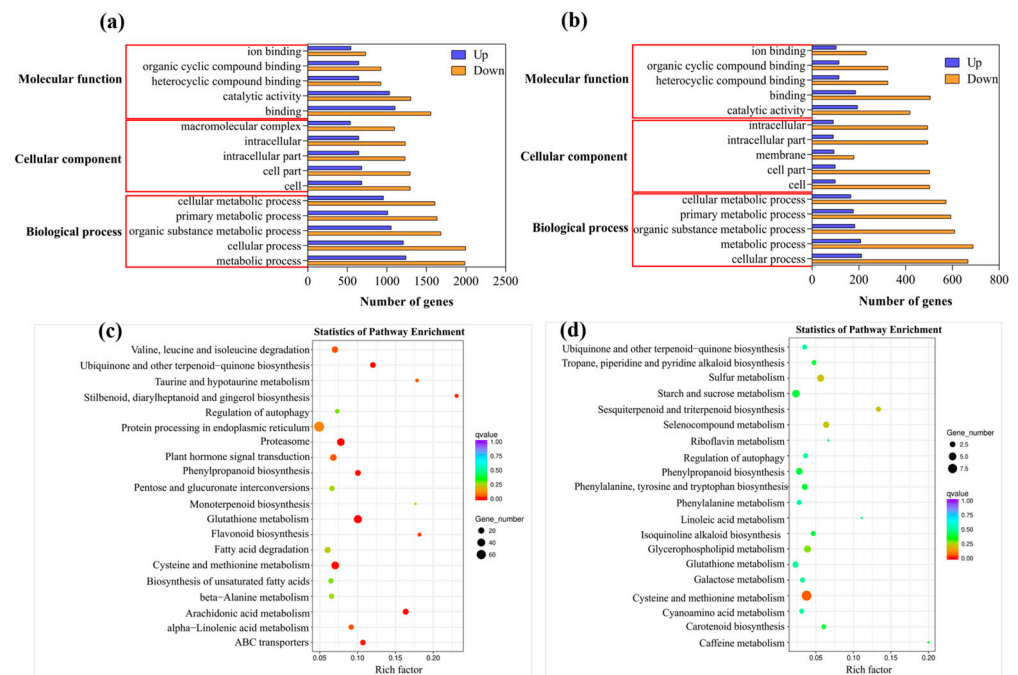 (a)
Up
Down
Molecular function
ion binding
organic cyclic compound binding
heterocyclic compound binding
catalytic activity
binding
Cellular component
macromolecular complex
intracellular
intracellular part
cell part
cell
Biological process
cellular metabolic process
primary metabolic process
organic substance metabolic process
cellular process
metabolic process
0 500 1000 1500 2000 2500
Number of genes
(b)
Up
Down
Molecular function
ion binding
organic cyclic compound binding
heterocyclic compound binding
binding
catalytic activity
Cellular component
intracellular
intracellular part
membrane
cell part
cell
Biological process
cellular metabolic process
primary metabolic process
organic substance metabolic process
metabolic process
cellular process
0 200 400 600 800
Number of genes
(c)
Statistics of Pathway Enrichment
Valine, leucine and isoleucine degradation
Ubiquinone and other terpenoid−quinone biosynthesis
Taurine and hypotaurine metabolism
Stilbenoid, diarylheptanoid and gingerol biosynthesis
Regulation of autophagy
Protein processing in endoplasmic reticulum
Proteasome
Plant hormone signal transduction
Phenylpropanoid biosynthesis
Pentose and glucuronate interconversions
Monoterpenoid biosynthesis
Glutathione metabolism
Flavonoid biosynthesis
Fatty acid degradation
Cysteine and methionine metabolism
Biosynthesis of unsaturated fatty acids
beta−Alanine metabolism
Arachidonic acid metabolism
alpha−Linolenic acid metabolism
ABC transporters
0.05 0.10 0.15 0.20
Rich factor
qvalue
1.00
0.75
0.50
0.25
0.00
Gene_number
20
40
60
(d)
Statistics of Pathway Enrichment
Ubiquinone and other terpenoid−quinone biosynthesis
Tropane, piperidine and pyridine alkaloid biosynthesis
Sulfur metabolism
Starch and sucrose metabolism
Sesquiterpenoid and triterpenoid biosynthesis
Selenocompound metabolism
Riboflavin metabolism
Regulation of autophagy
Phenylpropanoid biosynthesis
Phenylalanine, tyrosine and tryptophan biosynthesis
Phenylalanine metabolism
Linoleic acid metabolism
Isoquinoline alkaloid biosynthesis
Glycerophospholipid metabolism
Glutathione metabolism
Galactose metabolism
Cysteine and methionine metabolism
Cyanoamino acid metabolism
Carotenoid biosynthesis
Caffeine metabolism
0.05 0.10 0.15 0.20
Rich factor
Gene_number
2.5
5.0
7.5
qvalue
1.00
0.75
0.50
0.25
0.00